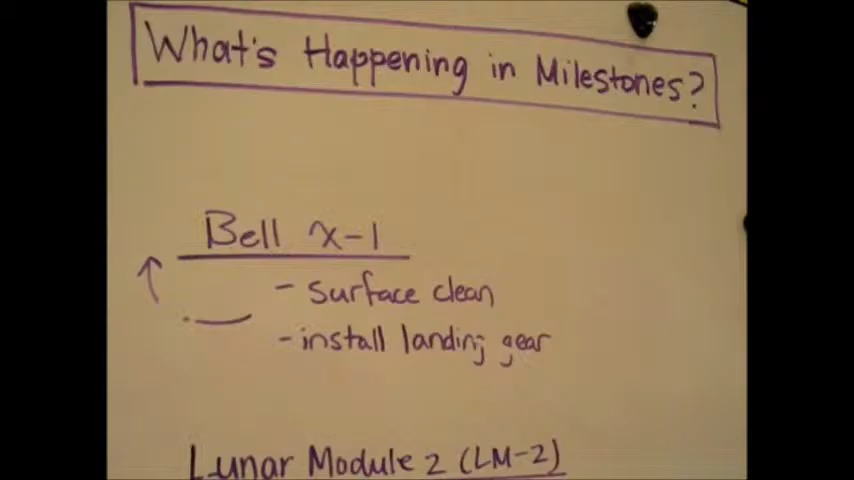 What's Happening in Milestones?
Bell X-1
- surface clean
- install landing gear
Lunar Module 2 (LM-2)